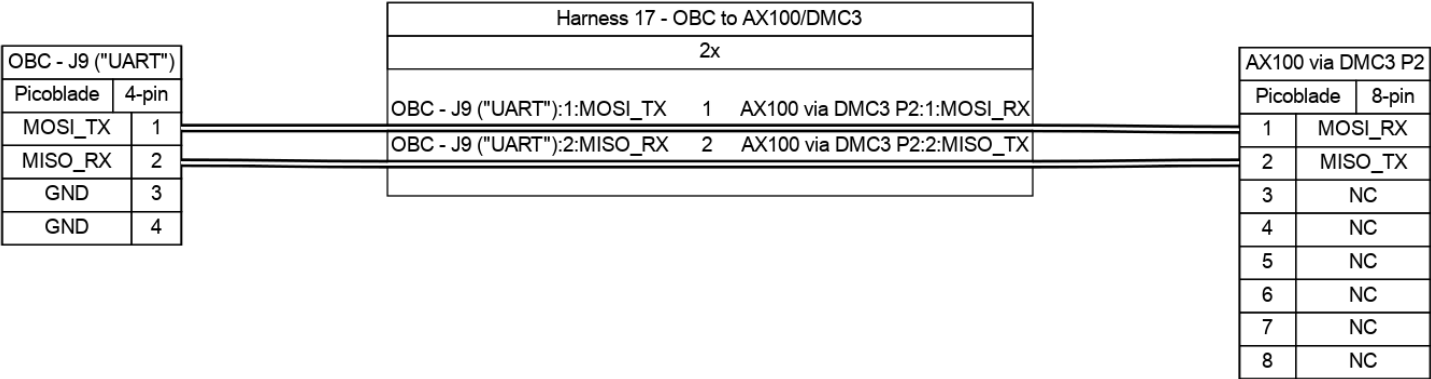 Harness 17 - OBC to AX100/DMC3
2x
OBC - J9 ("UART"):1:MOSI_TX 1 AX100 via DMC3 P2:1:MOSI_RX
OBC - J9 ("UART"):2:MISO_RX 2 AX100 via DMC3 P2:2:MISO_TX
OBC - J9 ("UART")
Picoblade 4-pin
MOSI_TX 1
MISO_RX 2
GND 3
GND 4
AX100 via DMC3 P2
Picoblade 8-pin
1 MOSI_RX
2 MISO_TX
3 NC
4 NC
5 NC
6 NC
7 NC
8 NC